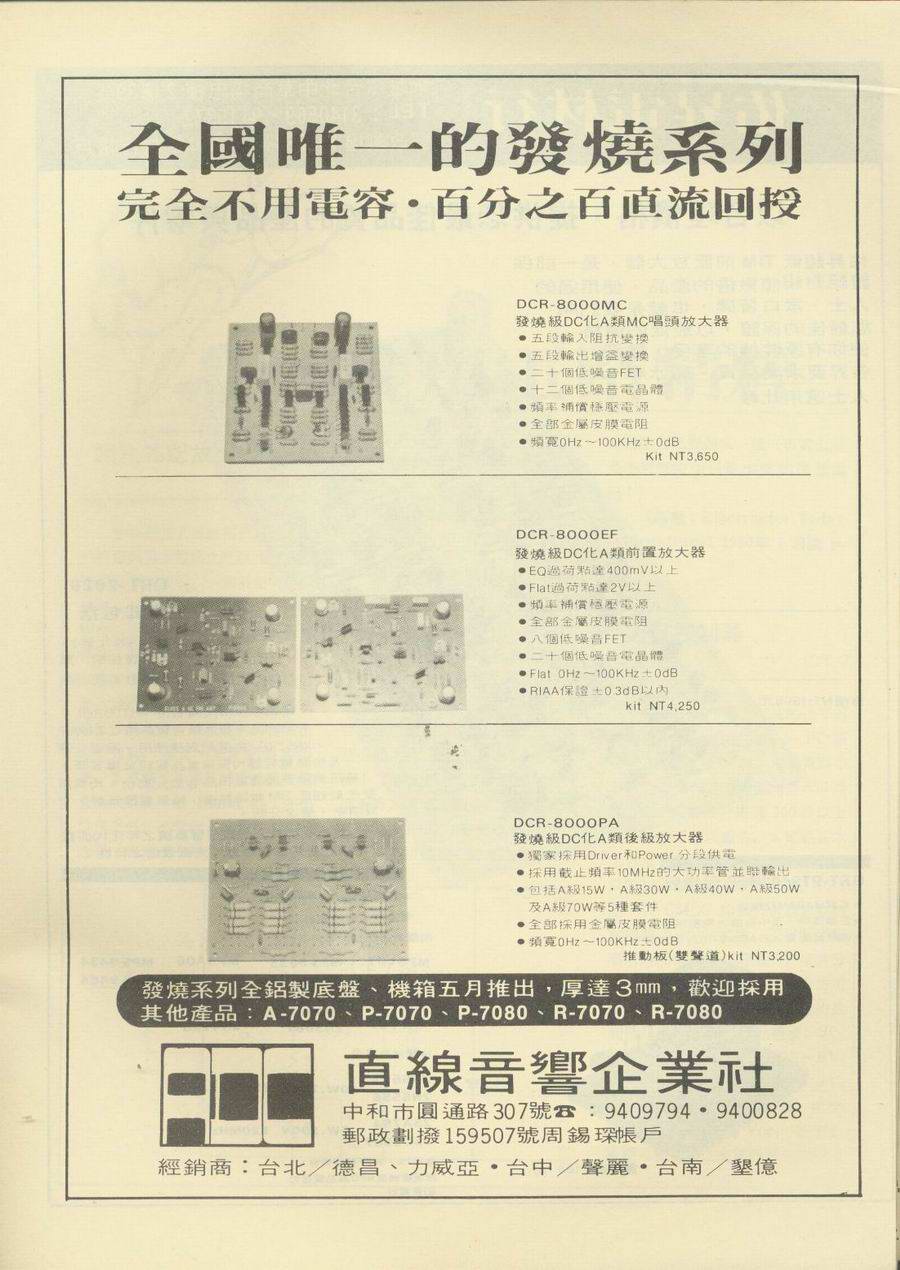 全國唯一的發燒系列
完全不用電容・百分之百直流回授
DCR-8000MC
發燒級DC化A類MC唱頭放大器
●五段輸入阻抗變換
●五段輸出增益變換
●二十個低噪音FET
●十二個低噪音電晶體
●頻率補償穩壓電源
●全部金屬皮膜電阻
●頻寬0Hz～100KHz±0dB
Kit NT3,650
DCR-8000EF
發燒級DC化A類前置放大器
●EQ過荷點達400mV以上
●Flat過荷點達2V以上
●頻率補償穩壓電源
●全部金屬皮膜電阻
●八個低噪音FET
●二十個低噪音電晶體
●Flat 0Hz～100KHz±0dB
●RIAA保證±0.3dB以內
kit NT4,250
DCR-8000PA
發燒級DC化A類後級放大器
●獨家採用Driver和Power 分段供電
●採用截止頻率10MHz的大功率管並聯輸出
●包括A級15W・A級30W・A級40W・A級50W
及A級70W等5種套件
●全部採用金屬皮膜電阻
●頻寬0Hz～100KHz±0dB
推動板(雙聲道)kit NT3,200
發燒系列全鋁製底盤、機箱五月推出，厚達3mm，歡迎採用
其他產品：A-7070、P-7070、P-7080、R-7070、R-7080
直線音響企業社
中和市圓通路307號☎：9409794・9400828
郵政劃撥159507號周錫琛帳戶
經銷商：台北／德昌、力威亞・台中／聲麗・台南／墾億